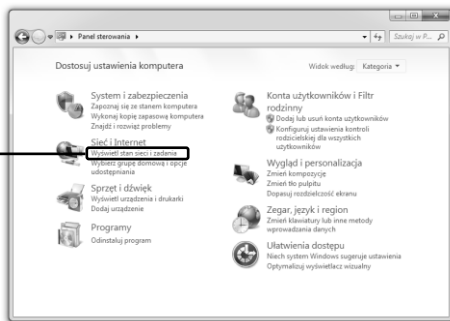 Panel sterowania
Szukaj w P...
Dostosuj ustawienia komputera
Widok według: Kategoria
System i zabezpieczenia
Zapoznaj się ze stanem komputera
Wykonaj kopię zapasową komputera
Znajdź i rozwiąż problemy
Sieć i Internet
Wyświetl stan sieci i zadania
Wybierz grupę domową i opcje
udostępniania
Sprzęt i dźwięk
Wyświetl urządzenia i drukarki
Dodaj urządzenie
Programy
Odinstaluj program
Konta użytkowników i Filtr
rodzinny
Dodaj lub usuń konta użytkowników
Konfiguruj ustawienia kontroli
rodzicielskiej dla wszystkich
użytkowników
Wygląd i personalizacja
Zmień kompozycję
Zmień tło pulpitu
Dopasuj rozdzielczość ekranu
Zegar, język i region
Zmień klawiatury lub inne metody
wprowadzania danych
Ułatwienia dostępu
Niech system Windows sugeruje ustawienia
Optymalizuj wyświetlacz wizualny